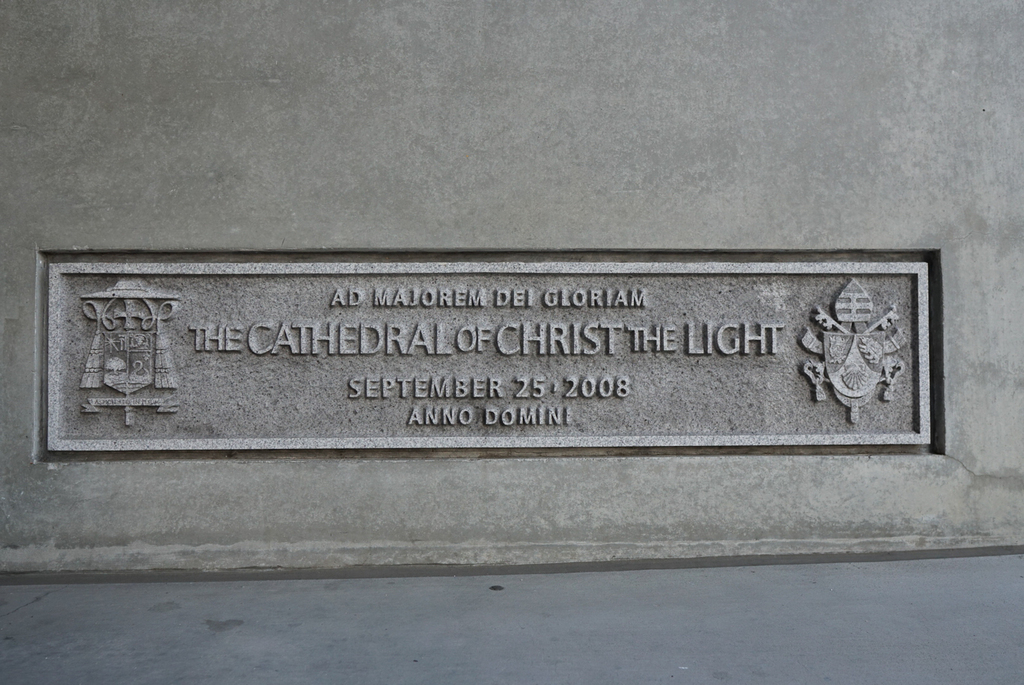 AD MAJOREM DEI GLORIAM
THE CATHEDRAL OF CHRIST THE LIGHT
SEPTEMBER 25 · 2008
ANNO DOMINI